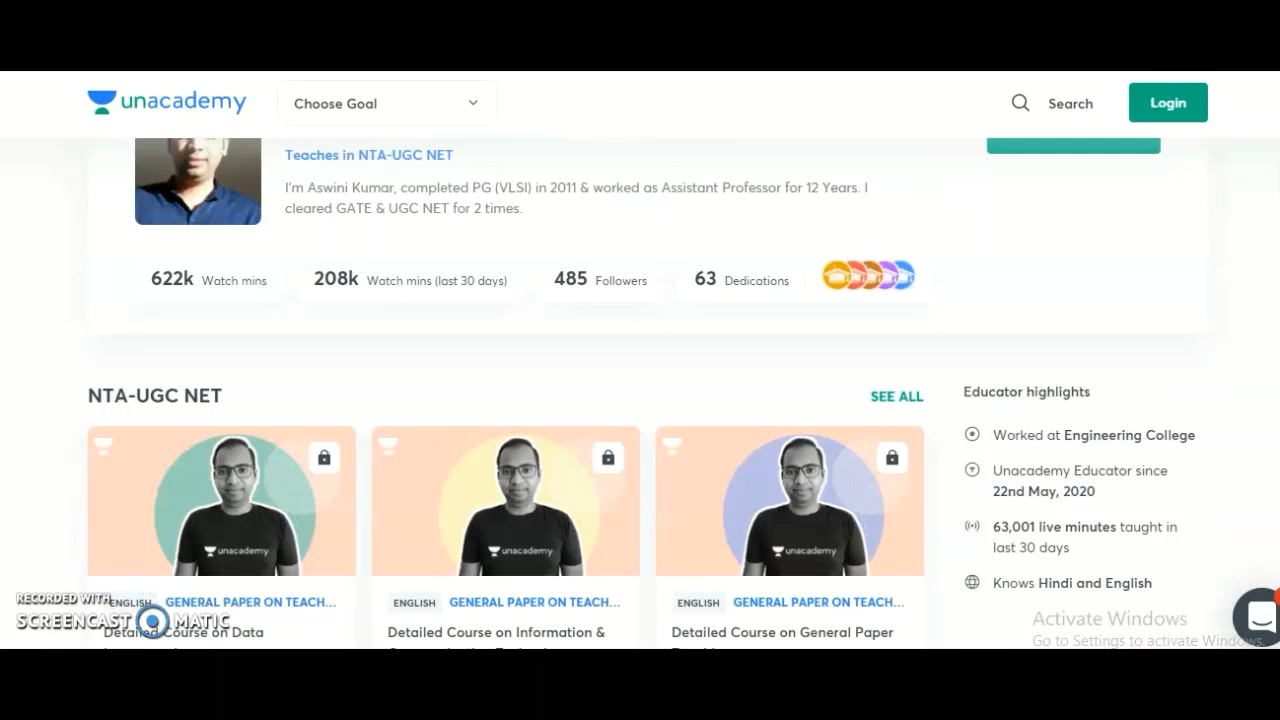 unacademy
Choose Goal
Search
Login
Teaches in NTA-UGC NET
I'm Aswini Kumar, completed PG (VLSI) in 2011 & worked as Assistant Professor for 12 Years. I
cleared GATE & UGC NET for 2 times.
622k Watch mins
208k Watch mins (last 30 days)
485 Followers
63 Dedications
NTA-UGC NET
SEE ALL
unacademy
unacademy
unacademy
ENGLISH GENERAL PAPER ON TEACH...
Detailed Course on Data
ENGLISH GENERAL PAPER ON TEACH...
Detailed Course on Information &
ENGLISH GENERAL PAPER ON TEACH...
Detailed Course on General Paper
Educator highlights
Worked at Engineering College
Unacademy Educator since
22nd May, 2020
63,001 live minutes taught in
last 30 days
Knows Hindi and English
Activate Windows
Go to Settings to activate Windows.
RECORDED WITH
SCREENCAST MATIC